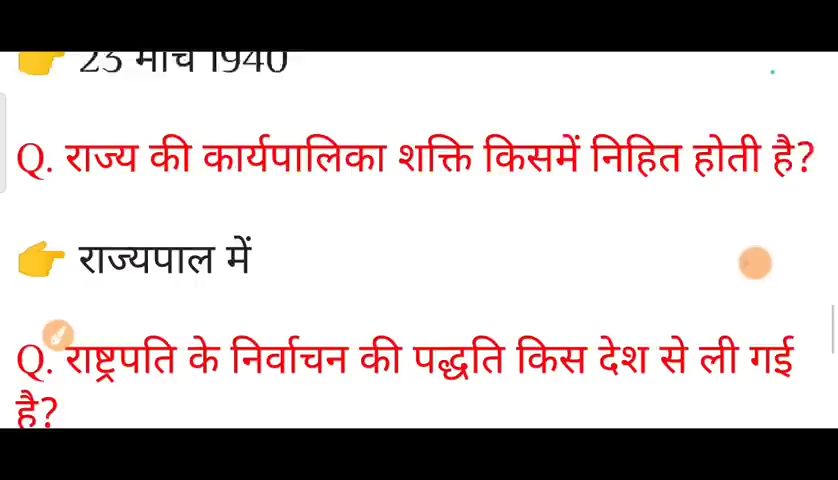 👉 23 मार्च 1940
Q. राज्य की कार्यपालिका शक्ति किसमें निहित होती है?
👉 राज्यपाल में
Q. राष्ट्रपति के निर्वाचन की पद्धति किस देश से ली गई
है?